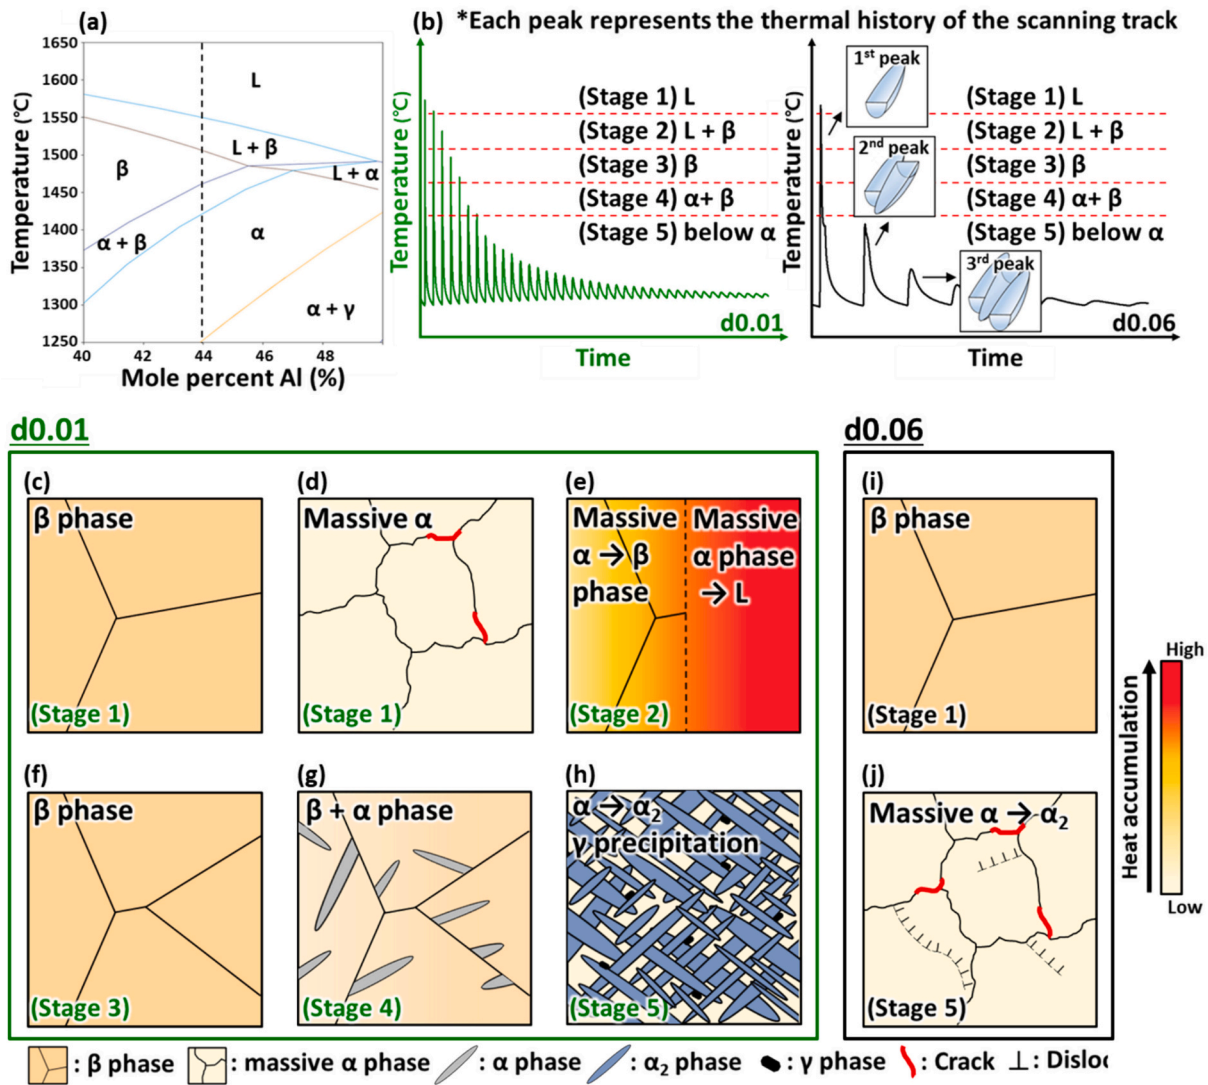 (a)
1650
1600
1550
1500
1450
1400
1350
1300
1250
Temperature (℃)
L
L + β
β
L + α
α + β
α
α + γ
40
42
44
46
48
Mole percent Al (%)
(b) *Each peak represents the thermal history of the scanning track
Temperature (℃)
(Stage 1) L
(Stage 2) L + β
(Stage 3) β
(Stage 4) α+ β
(Stage 5) below α
d0.01
Time
Temperature (℃)
1st peak
2nd peak
3rd peak
(Stage 1) L
(Stage 2) L + β
(Stage 3) β
(Stage 4) α+ β
(Stage 5) below α
d0.06
Time
d0.01
(c)
β phase
(Stage 1)
(d)
Massive α
(Stage 1)
(e)
Massive
α → β
phase
Massive
α phase
→ L
(Stage 2)
(f)
β phase
(Stage 3)
(g)
β + α phase
(Stage 4)
(h)
α → α2
γ precipitation
(Stage 5)
d0.06
(i)
β phase
(Stage 1)
(j)
Massive α → α2
(Stage 5)
High
Heat accumulation
Low
: β phase
: massive α phase
: α phase
: α2 phase
: γ phase
: Crack